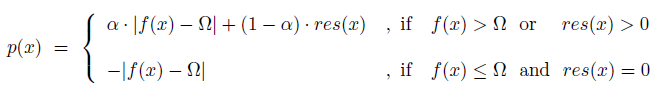 p(x) = { α · |f(x) − Ω| + (1 − α) · res(x) , if f(x) > Ω or res(x) > 0
−|f(x) − Ω| , if f(x) ≤ Ω and res(x) = 0